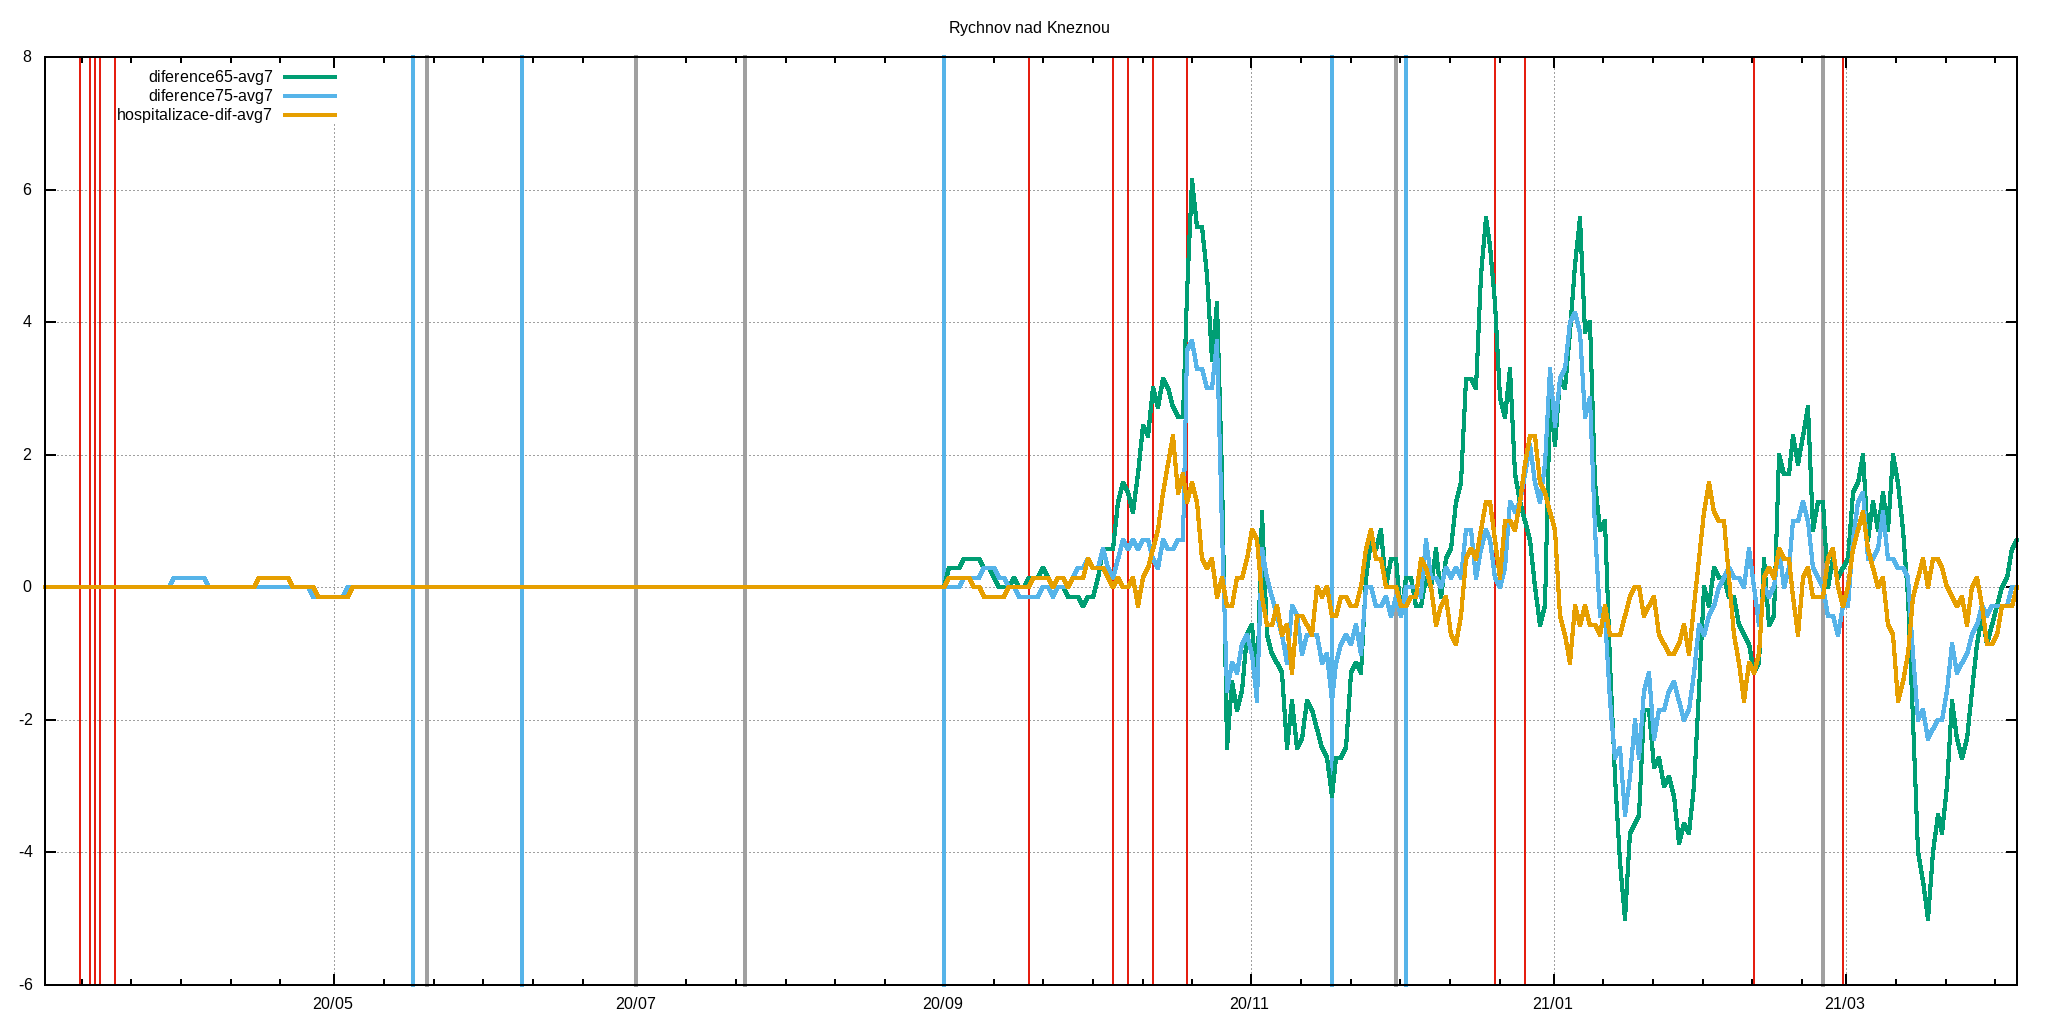 Rychnov nad Kneznou
8
diference65-avg7
diference75-avg7
hospitalizace-dif-avg7
6
4
2
0
-2
-4
-6
20/05 20/07 20/09 20/11 21/01 21/03